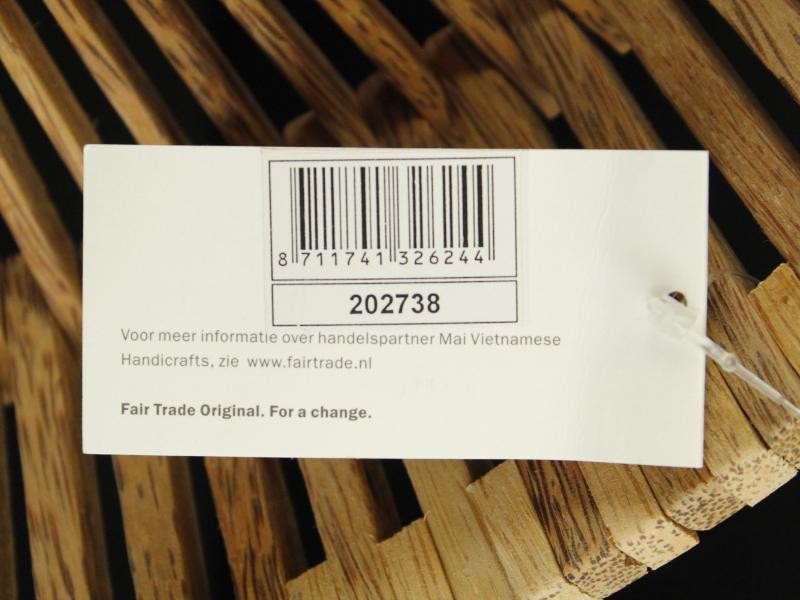 8 711741 326244
202738
Voor meer informatie over handelspartner Mai Vietnamese
Handicrafts, zie www.fairtrade.nl
Fair Trade Original. For a change.